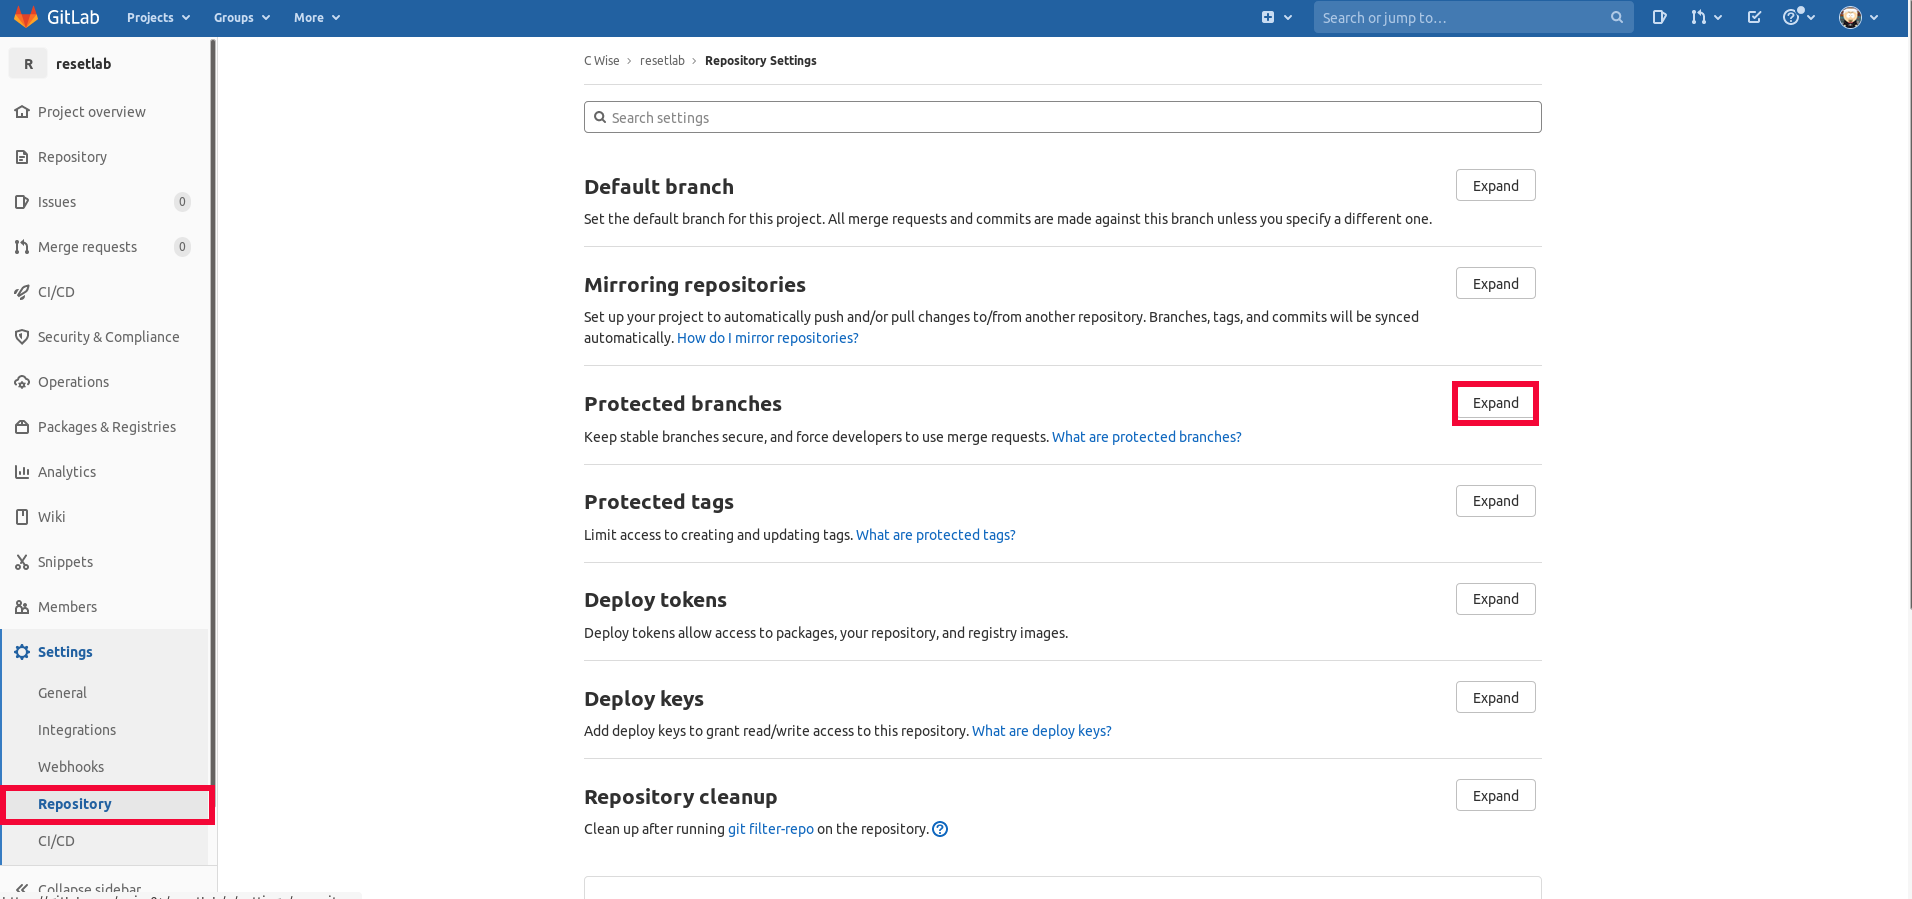 GitLab Projects Groups More Search or jump to...
R resetlab
Project overview
Repository
Issues 0
Merge requests 0
CI/CD
Security & Compliance
Operations
Packages & Registries
Analytics
Wiki
Snippets
Members
Settings
General
Integrations
Webhooks
Repository
CI/CD
Collapse sidebar
C Wise › resetlab › Repository Settings
Search settings
Default branch
Expand
Set the default branch for this project. All merge requests and commits are made against this branch unless you specify a different one.
Mirroring repositories
Expand
Set up your project to automatically push and/or pull changes to/from another repository. Branches, tags, and commits will be synced
automatically. How do I mirror repositories?
Protected branches
Expand
Keep stable branches secure, and force developers to use merge requests. What are protected branches?
Protected tags
Expand
Limit access to creating and updating tags. What are protected tags?
Deploy tokens
Expand
Deploy tokens allow access to packages, your repository, and registry images.
Deploy keys
Expand
Add deploy keys to grant read/write access to this repository. What are deploy keys?
Repository cleanup
Expand
Clean up after running git filter-repo on the repository.